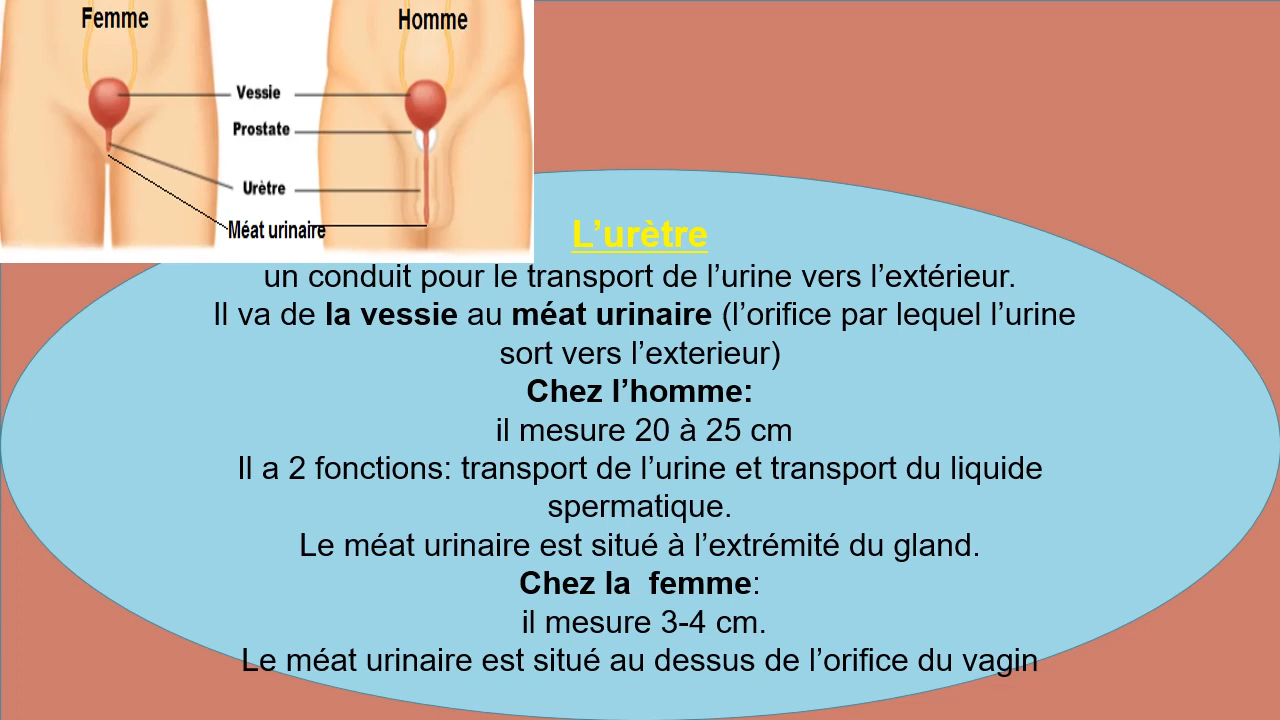 Femme
Homme
Vessie
Prostate
Urètre
Méat urinaire
L’urètre
un conduit pour le transport de l’urine vers l’extérieur.
Il va de la vessie au méat urinaire (l’orifice par lequel l’urine
sort vers l’exterieur)
Chez l’homme:
il mesure 20 à 25 cm
Il a 2 fonctions: transport de l’urine et transport du liquide
spermatique.
Le méat urinaire est situé à l’extrémité du gland.
Chez la  femme:
il mesure 3-4 cm.
Le méat urinaire est situé au dessus de l’orifice du vagin